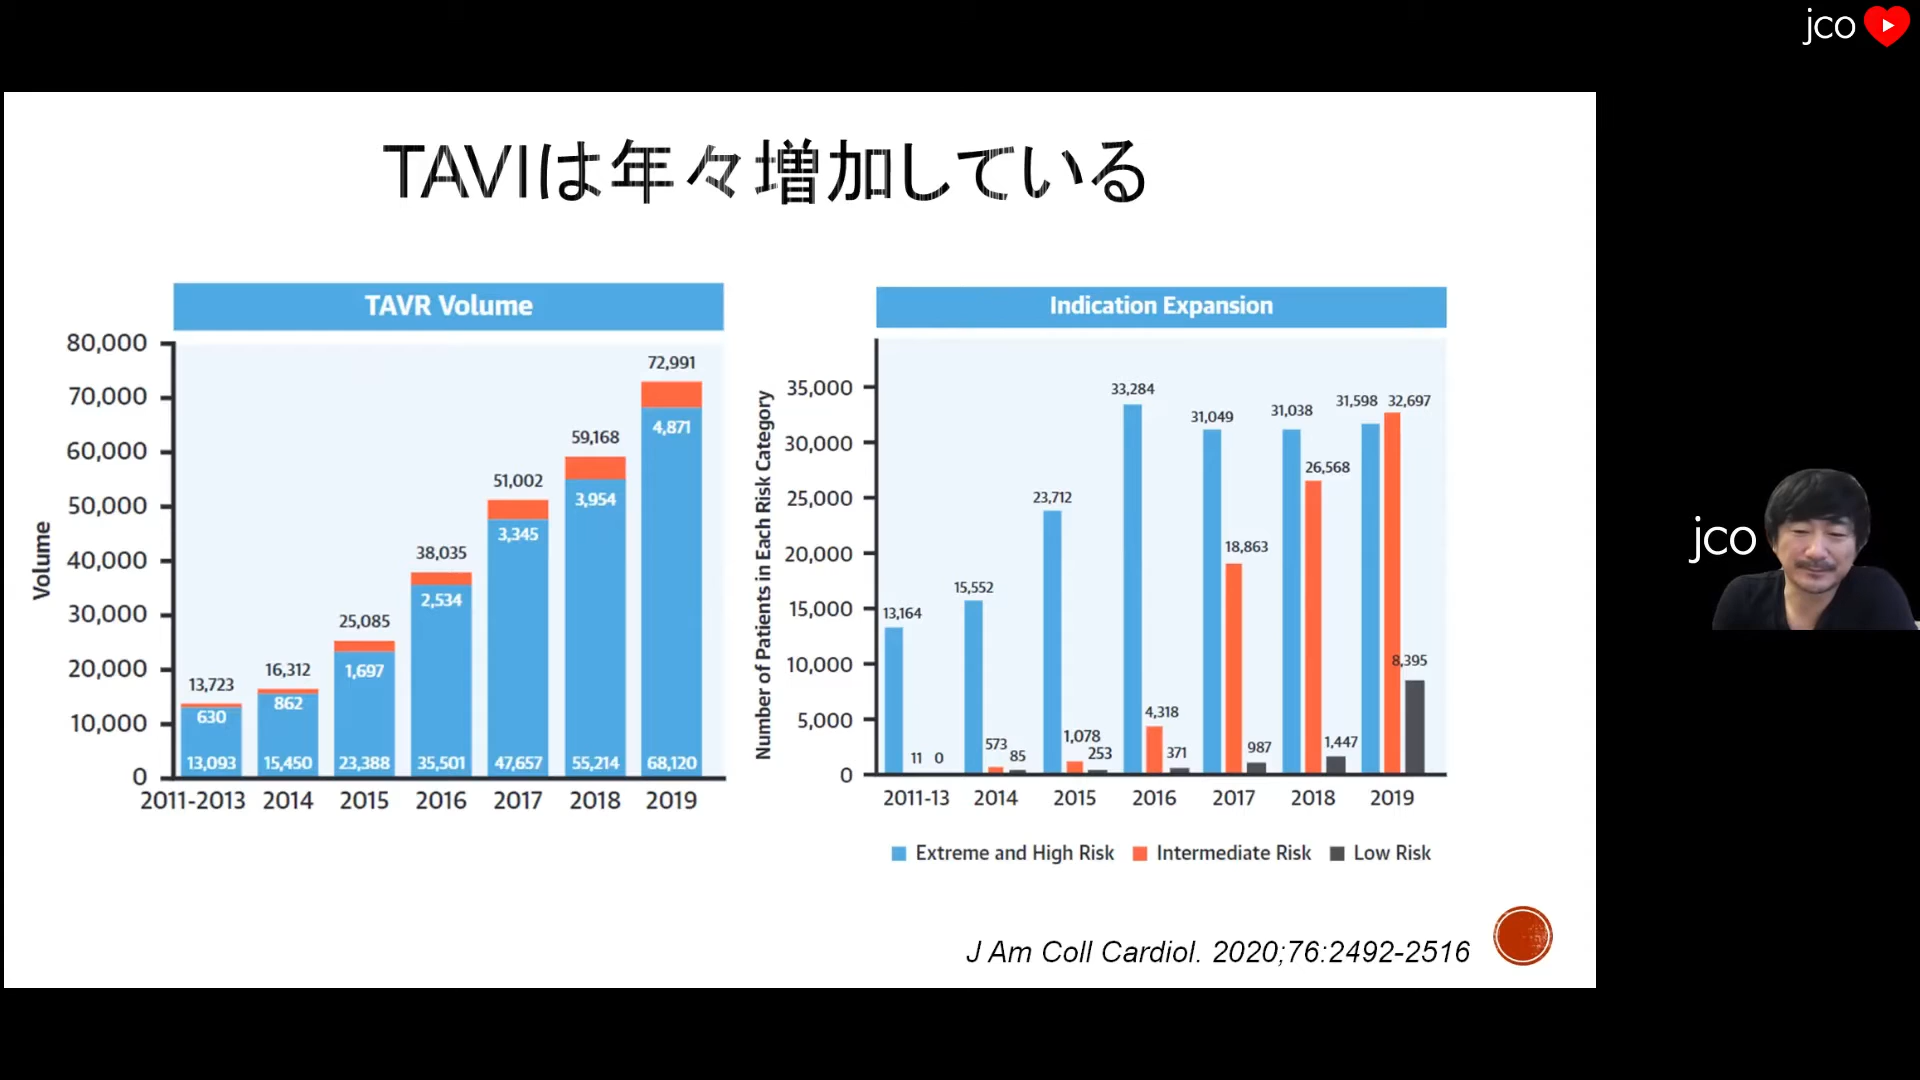 jco
TAVIは年々増加している
TAVR Volume
Volume
80,000
70,000
60,000
50,000
40,000
30,000
20,000
10,000
0
13,723
630
13,093
16,312
862
15,450
25,085
1,697
23,388
38,035
2,534
35,501
51,002
3,345
47,657
59,168
3,954
55,214
72,991
4,871
68,120
2011-2013 2014 2015 2016 2017 2018 2019
Indication Expansion
Number of Patients in Each Risk Category
35,000
30,000
25,000
20,000
15,000
10,000
5,000
0
13,164 11 0
15,552 573 85
23,712 1,078 253
33,284 4,318 371
31,049 18,863 987
31,038 26,568 1,447
31,598 32,697 8,395
2011-13 2014 2015 2016 2017 2018 2019
Extreme and High Risk Intermediate Risk Low Risk
J Am Coll Cardiol. 2020;76:2492-2516
jco